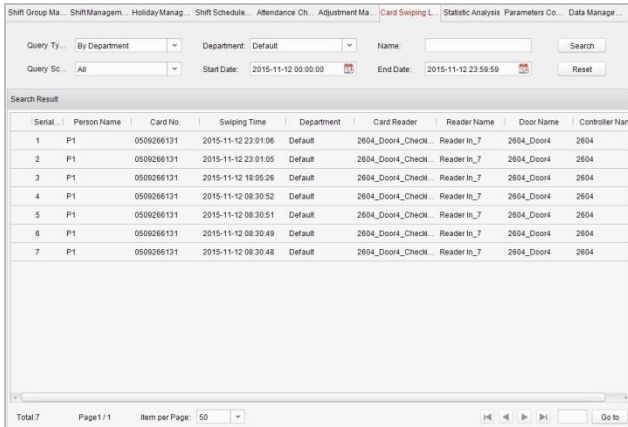 Shift Group Ma... Shift Managem... Holiday Manag... Shift Schedule... Attendance Ch... Adjustment Ma... Card Swiping L... Statistic Analysis Parameters Co... Data Manage...
Query Ty... By Department Department: Default Name: Search
Query Sc... All Start Date: 2015-11-12 00:00:00 End Date: 2015-11-12 23:59:59 Reset
Search Result
Serial... Person Name Card No. Swiping Time Department Card Reader Reader Name Door Name Controller Nam
1 P1 0509266131 2015-11-12 23:01:06 Default 2604_Door4_Checki... Reader In_7 2604_Door4 2604
2 P1 0509266131 2015-11-12 23:01:05 Default 2604_Door4_Checki... Reader In_7 2604_Door4 2604
3 P1 0509266131 2015-11-12 18:05:26 Default 2604_Door4_Checki... Reader In_7 2604_Door4 2604
4 P1 0509266131 2015-11-12 08:30:52 Default 2604_Door4_Checki... Reader In_7 2604_Door4 2604
5 P1 0509266131 2015-11-12 08:30:51 Default 2604_Door4_Checki... Reader In_7 2604_Door4 2604
6 P1 0509266131 2015-11-12 08:30:49 Default 2604_Door4_Checki... Reader In_7 2604_Door4 2604
7 P1 0509266131 2015-11-12 08:30:48 Default 2604_Door4_Checki... Reader In_7 2604_Door4 2604
Total:7 Page1 / 1 Item per Page: 50 Go to